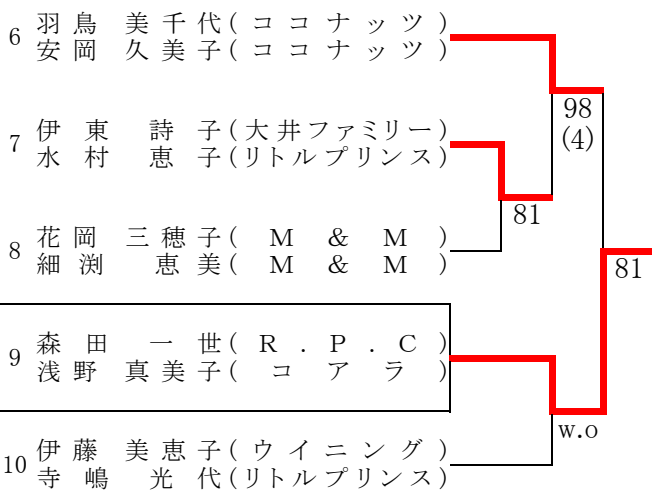 6 羽鳥 美千代(ココナッツ)
安岡 久美子(ココナッツ)
98
(4)
7 伊東 詩子(大井ファミリー)
水村 恵子(リトルプリンス)
81
8 花岡 三穂子(M & M)
細渕 恵美(M & M)
81
9 森田 一世(R.P.C)
浅野 真美子(コアラ)
w.o
10 伊藤 美恵子(ウイニング)
寺嶋 光代(リトルプリンス)